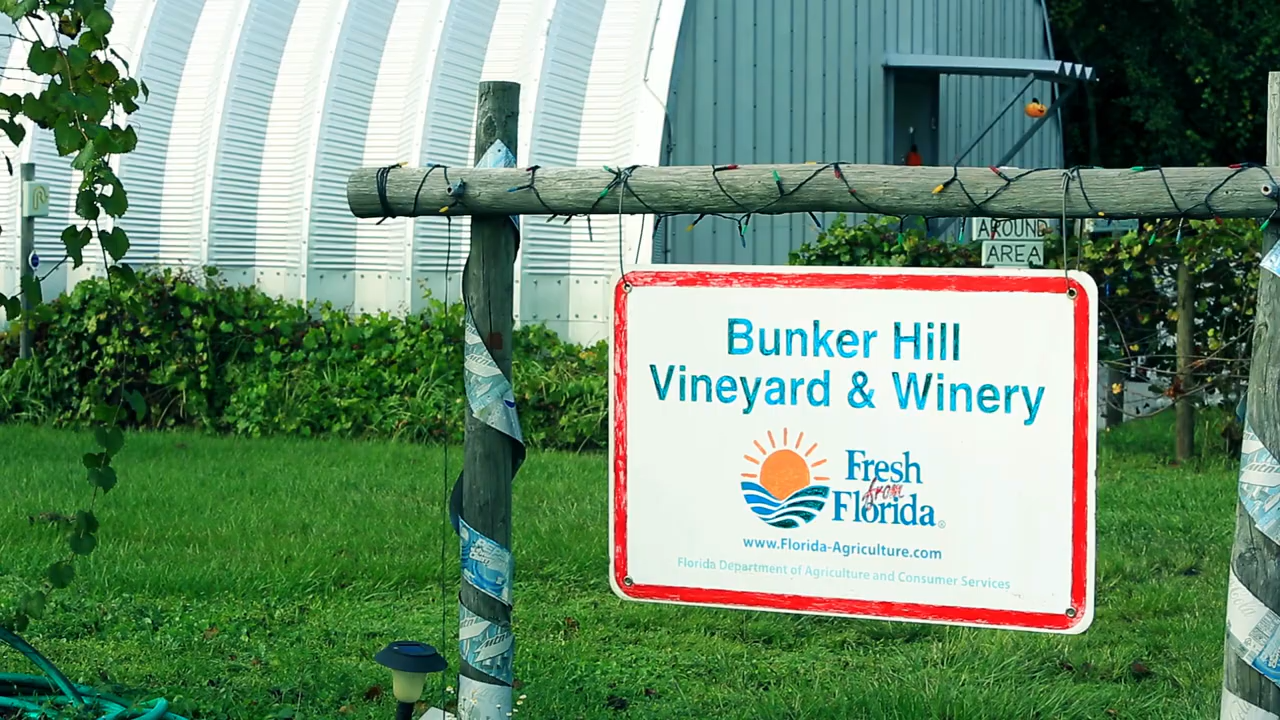 AROUND
AREA
Bunker Hill
Vineyard & Winery
Fresh
from
Florida®
www.Florida-Agriculture.com
Florida Department of Agriculture and Consumer Services